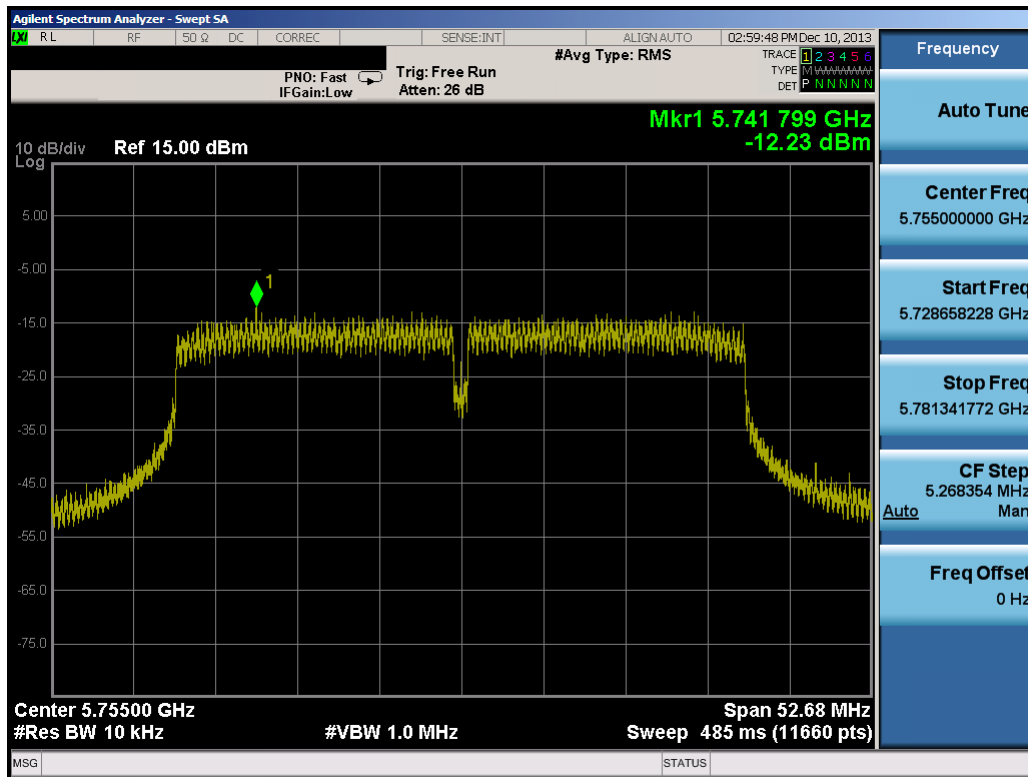 Agilent Spectrum Analyzer - Swept SA
LXI RL RF 50 Ω DC CORREC SENSE:INT ALIGNAUTO 02:59:48 PM Dec 10, 2013
#Avg Type: RMS
TRACE 1 2 3 4 5 6
TYPE M WWWWW
DET P N N N N N
PNO: Fast
IFGain:Low
Trig: Free Run
Atten: 26 dB
Mkr1 5.741 799 GHz
-12.23 dBm
10 dB/div
Log
Ref 15.00 dBm
5.00
-5.00
-15.0
-25.0
-35.0
-45.0
-55.0
-65.0
-75.0
1
Center 5.75500 GHz
Span 52.68 MHz
#Res BW 10 kHz
#VBW 1.0 MHz
Sweep 485 ms (11660 pts)
MSG
STATUS
Frequency
Auto Tune
Center Freq
5.755000000 GHz
Start Freq
5.728658228 GHz
Stop Freq
5.781341772 GHz
CF Step
5.268354 MHz
Auto Man
Freq Offset
0 Hz